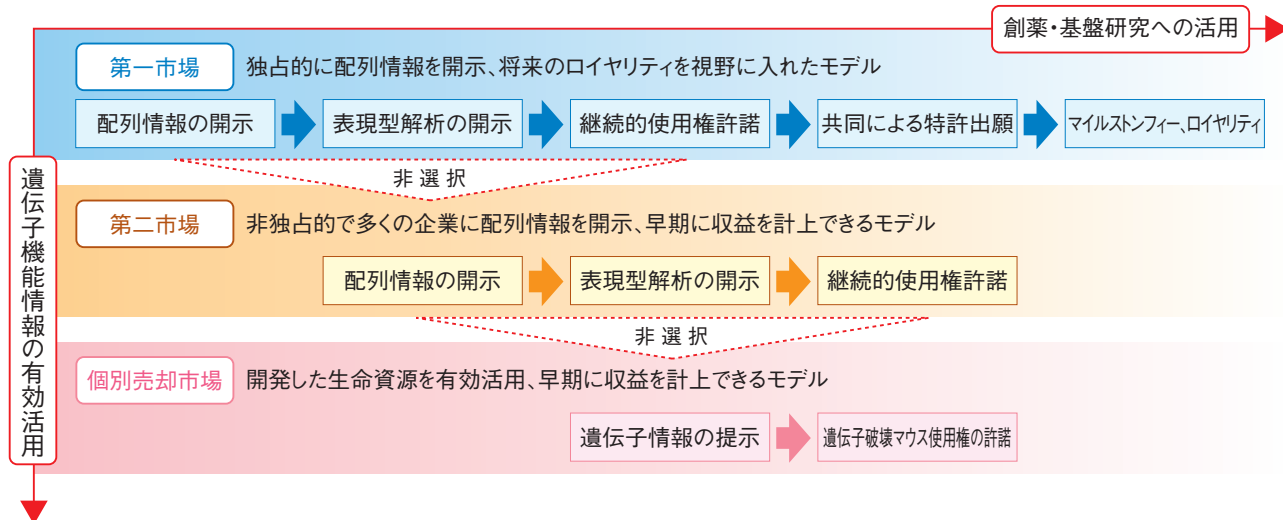 創薬・基盤研究への活用
第一市場
独占的に配列情報を開示、将来のロイヤリティを視野に入れたモデル
配列情報の開示
表現型解析の開示
継続的使用権許諾
共同による特許出願
マイルストンフィー、ロイヤリティ
非選択
遺伝子機能情報の有効活用
第二市場
非独占的で多くの企業に配列情報を開示、早期に収益を計上できるモデル
配列情報の開示
表現型解析の開示
継続的使用権許諾
非選択
個別売却市場
開発した生命資源を有効活用、早期に収益を計上できるモデル
遺伝子情報の提示
遺伝子破壊マウス使用権の許諾